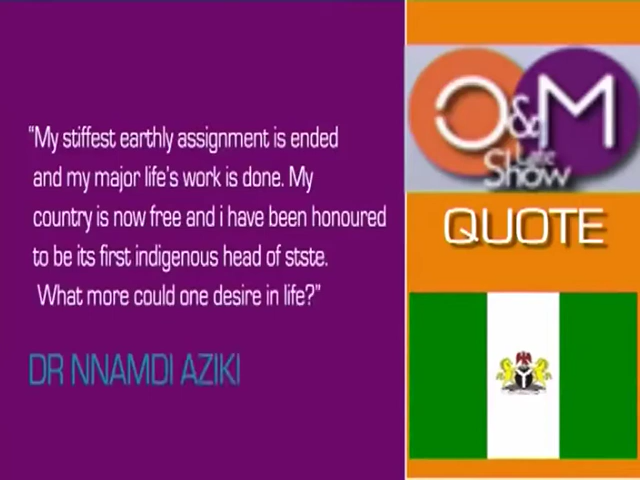 "My stiffest earthly assignment is ended
and my major life's work is done. My
country is now free and i have been honoured
to be its first indigenous head of stste.
What more could one desire in life?"
DR NNAMDI AZIKI
O&M
Late
Show
QUOTE